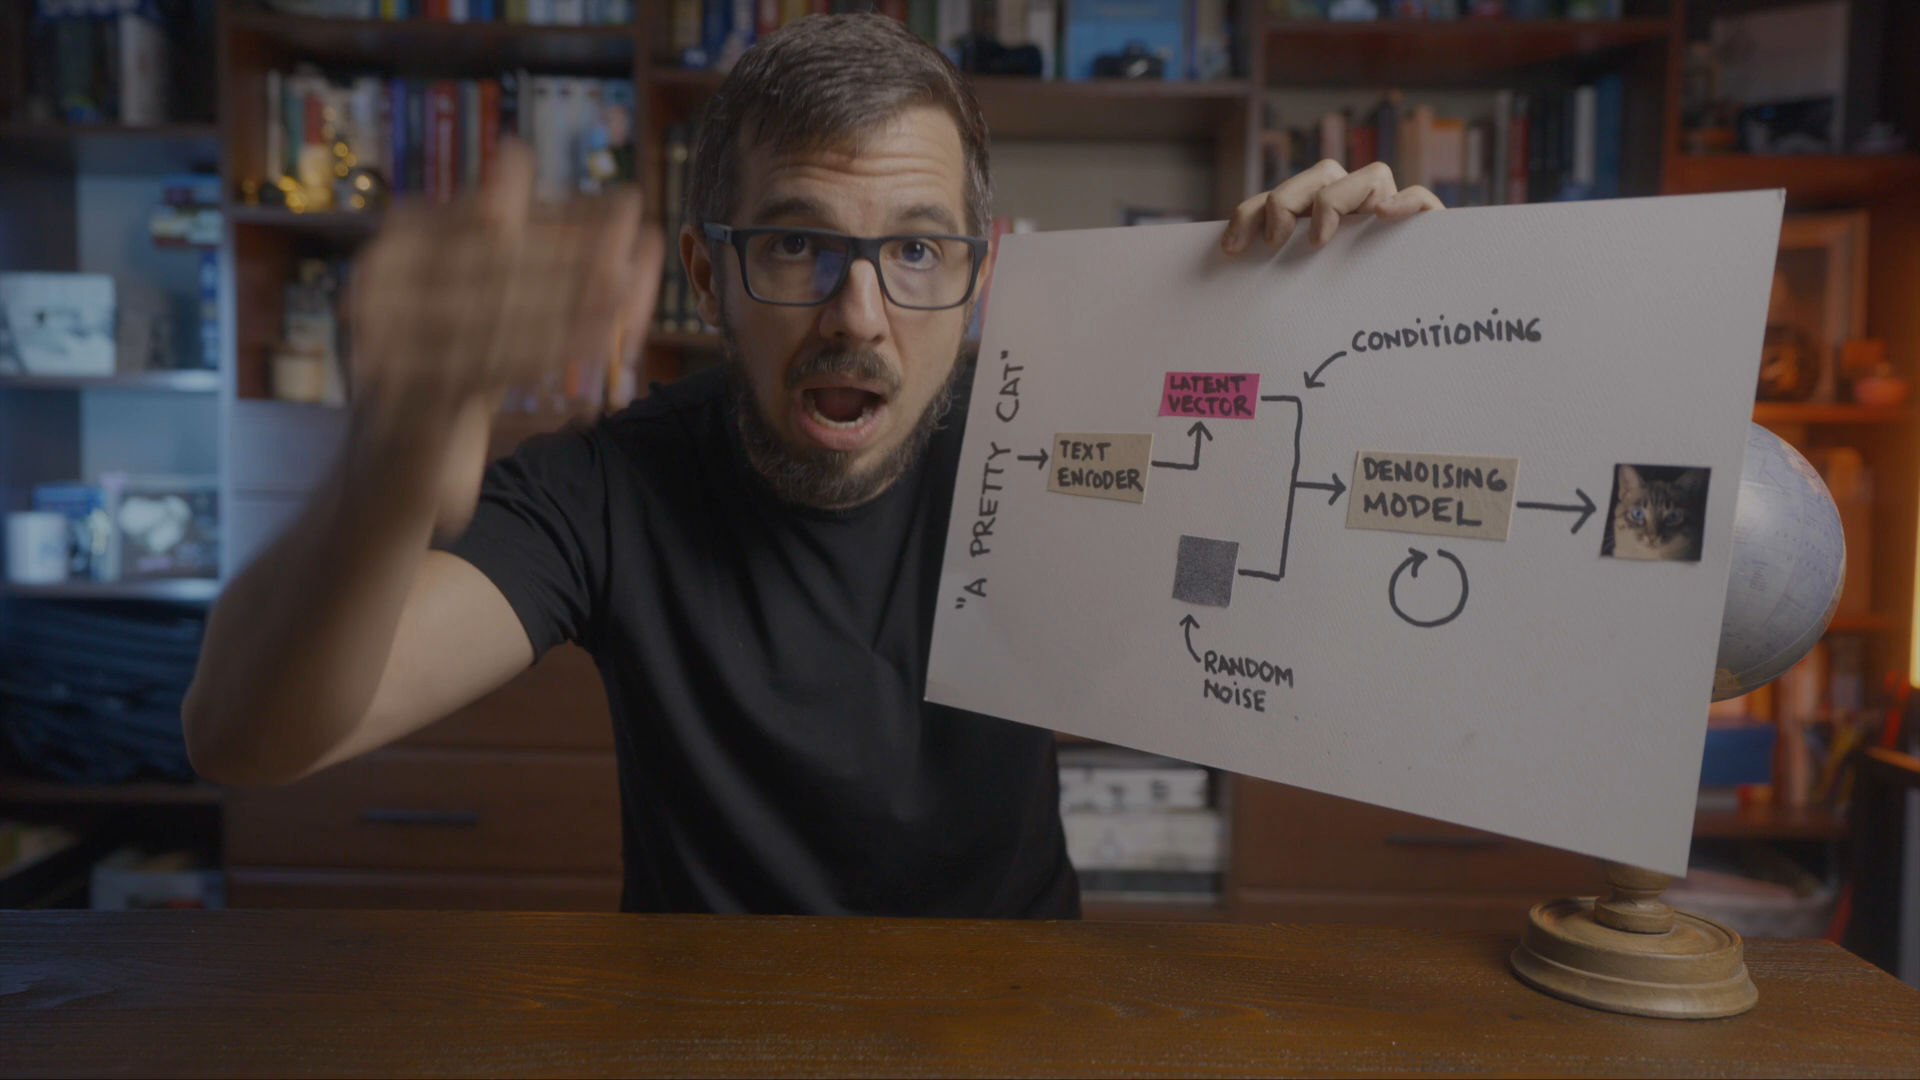 "A PRETTY CAT"
TEXT
ENCODER
LATENT
VECTOR
CONDITIONING
DENOISING
MODEL
RANDOM
NOISE